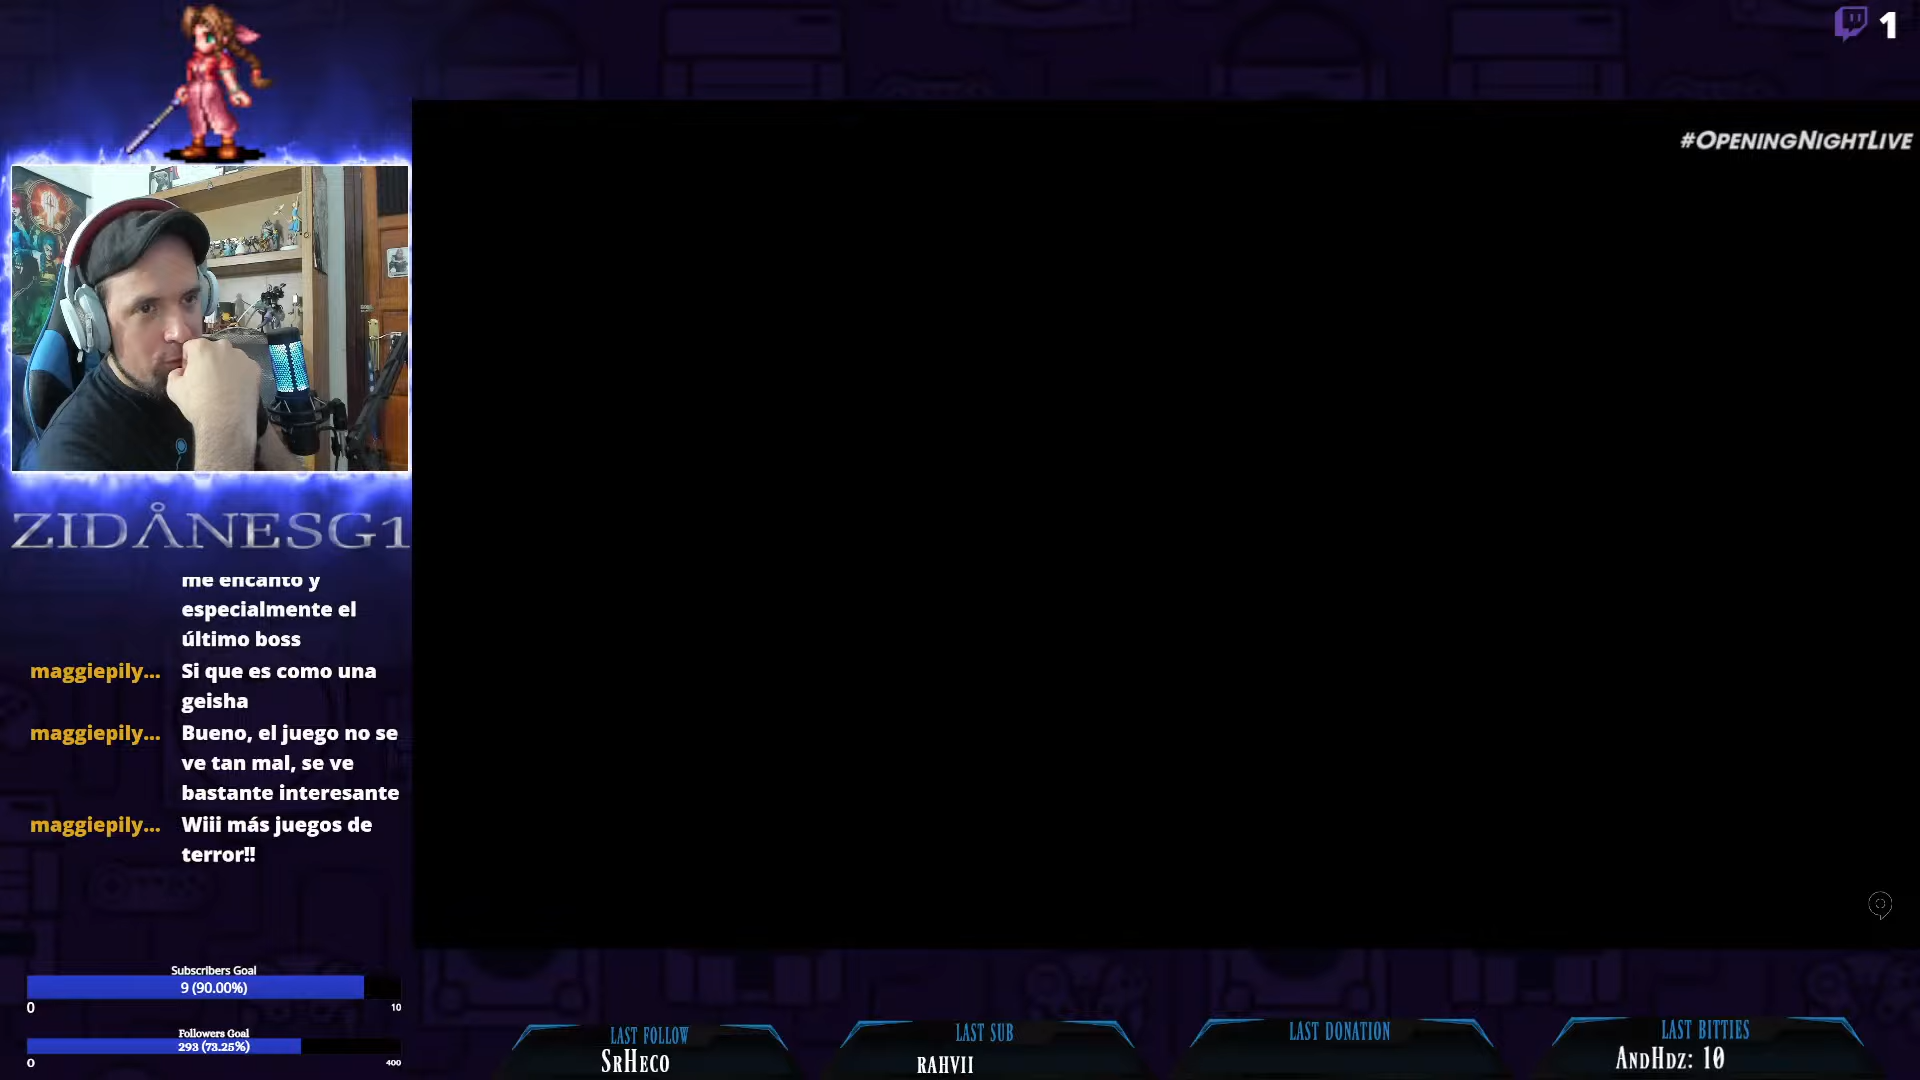 1
#OPENINGNIGHTLIVE
ZIDÅNESG1
me encanto y
especialmente el
último boss
maggiepily... Si que es como una
geisha
maggiepily... Bueno, el juego no se
ve tan mal, se ve
bastante interesante
maggiepily... Wiii más juegos de
terror!!
Subscribers Goal
9 (90.00%)
0 10
Followers Goal
293 (73.25%)
0 400
LAST FOLLOW
SRHECO
LAST SUB
RAHVII
LAST DONATION
LAST BITTIES
ANDHDZ: 10